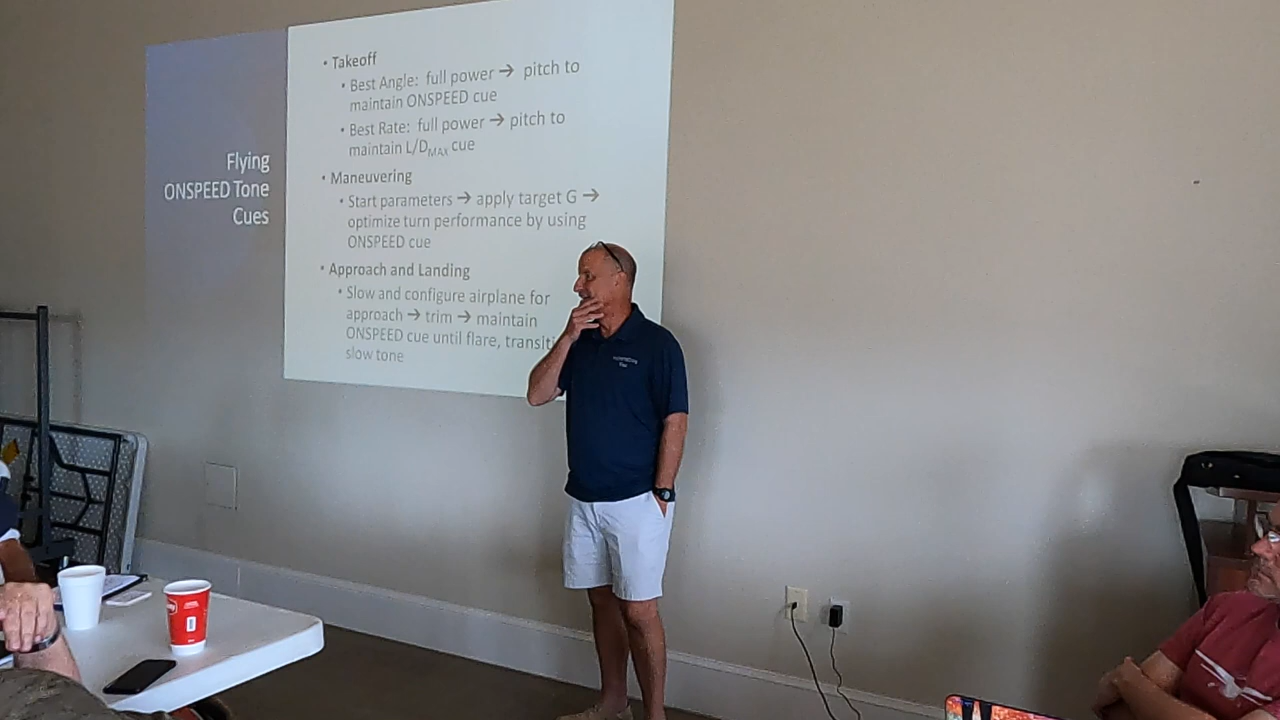 Flying
ONSPEED Tone
Cues
• Takeoff
• Best Angle: full power → pitch to
maintain ONSPEED cue
• Best Rate: full power → pitch to
maintain L/DMAX cue
• Maneuvering
• Start parameters → apply target G →
optimize turn performance by using
ONSPEED cue
• Approach and Landing
• Slow and configure airplane for
approach → trim → maintain
ONSPEED cue until flare, transiti
slow tone